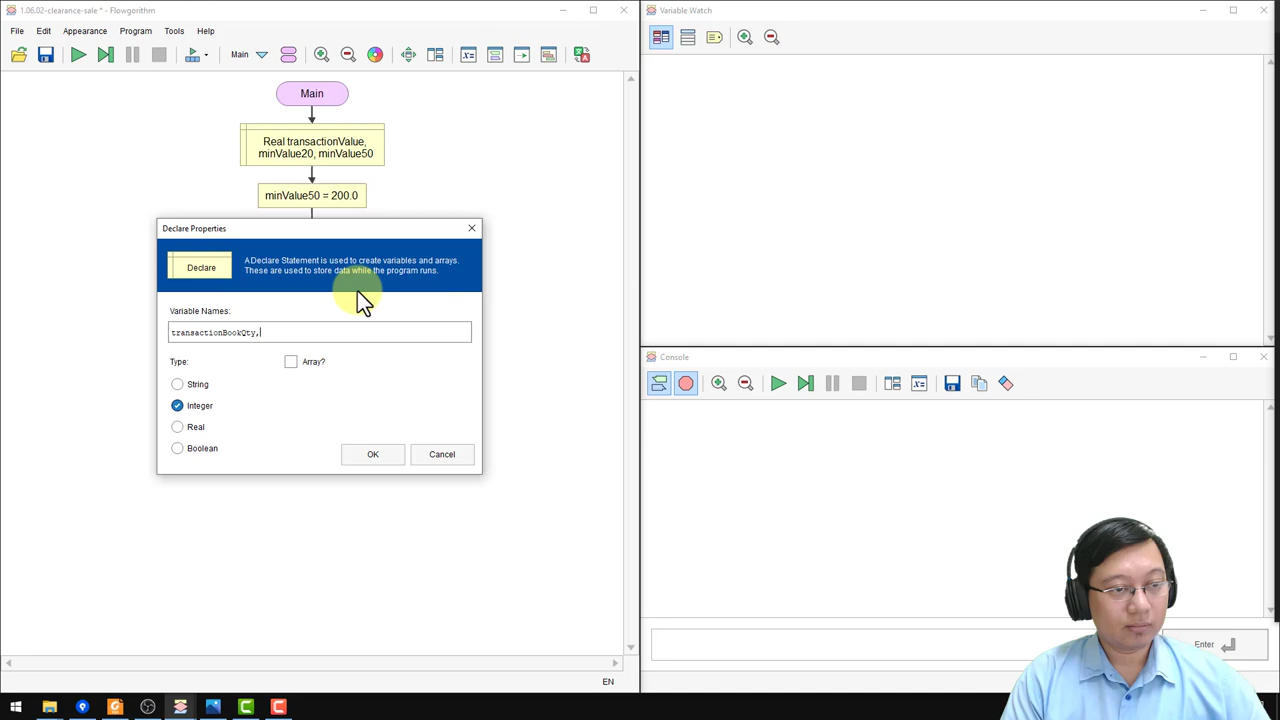 1.06.02-clearance-sale * - Flowgorithm
File Edit Appearance Program Tools Help
Main
Main
Real transactionValue,
minValue20, minValue50
minValue50 = 200.0
Declare Properties
Declare
A Declare Statement is used to create variables and arrays.
These are used to store data while the program runs.
Variable Names:
transactionBookQty,
Type:
Array?
String
Integer
Real
Boolean
OK
Cancel
EN
Variable Watch
Console
Enter